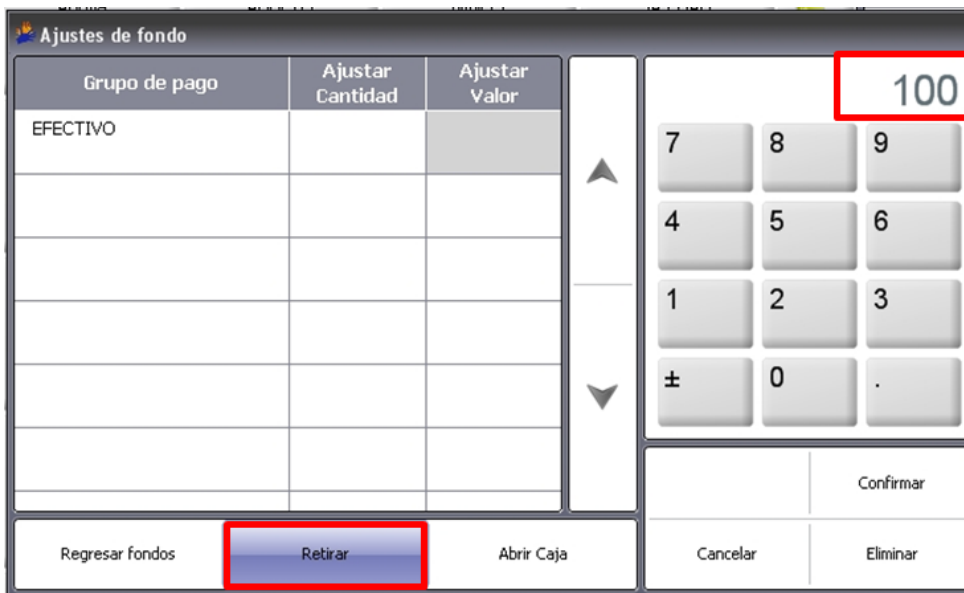 Ajustes de fondo
Grupo de pago
Ajustar
Cantidad
Ajustar
Valor
EFECTIVO
100
7 8 9
4 5 6
1 2 3
± 0 .
Confirmar
Cancelar Eliminar
Regresar fondos Retirar Abrir Caja